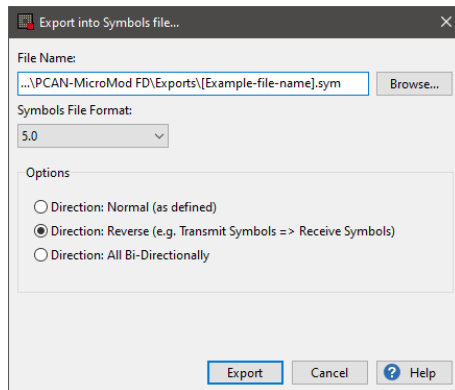 Export into Symbols file...
File Name:
...\PCAN-MicroMod FD\Exports\[Example-file-name].sym
Browse...
Symbols File Format:
5.0
Options
Direction: Normal (as defined)
Direction: Reverse (e.g. Transmit Symbols => Receive Symbols)
Direction: All Bi-Directionally
Export
Cancel
Help